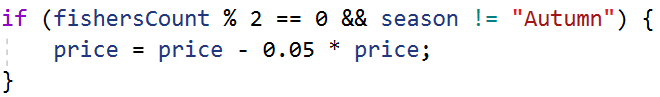 if (fishersCount % 2 == 0 && season != "Autumn") {
    price = price - 0.05 * price;
}